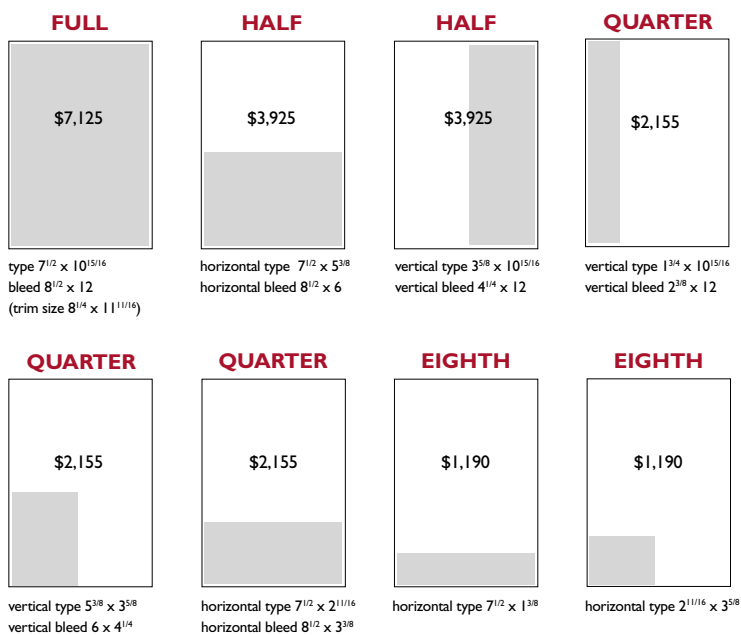 FULL
$7,125
type 7 1/2 x 10 15/16
bleed 8 1/2 x 12
(trim size 8 1/4 x 11 11/16)
HALF
$3,925
horizontal type 7 1/2 x 5 3/8
horizontal bleed 8 1/2 x 6
HALF
$3,925
vertical type 3 5/8 x 10 15/16
vertical bleed 4 1/4 x 12
QUARTER
$2,155
vertical type 1 3/4 x 10 15/16
vertical bleed 2 3/8 x 12
QUARTER
$2,155
vertical type 5 3/8 x 3 5/8
vertical bleed 6 x 4 1/4
QUARTER
$2,155
horizontal type 7 1/2 x 2 11/16
horizontal bleed 8 1/2 x 3 3/8
EIGHTH
$1,190
horizontal type 7 1/2 x 1 3/8
EIGHTH
$1,190
horizontal type 2 11/16 x 3 5/8